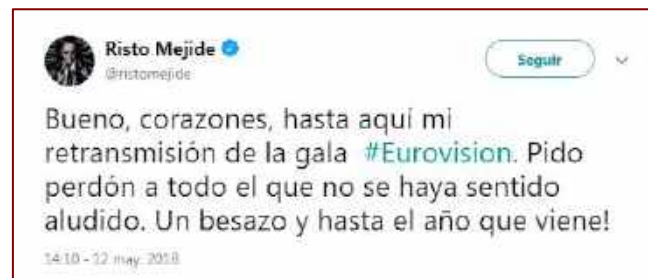 Risto Mejide
@ristomejide
Seguir
Bueno, corazones, hasta aquí mi
retransmisión de la gala #Eurovision. Pido
perdón a todo el que no se haya sentido
aludido. Un besazo y hasta el año que viene!
14:10 - 12 may. 2018